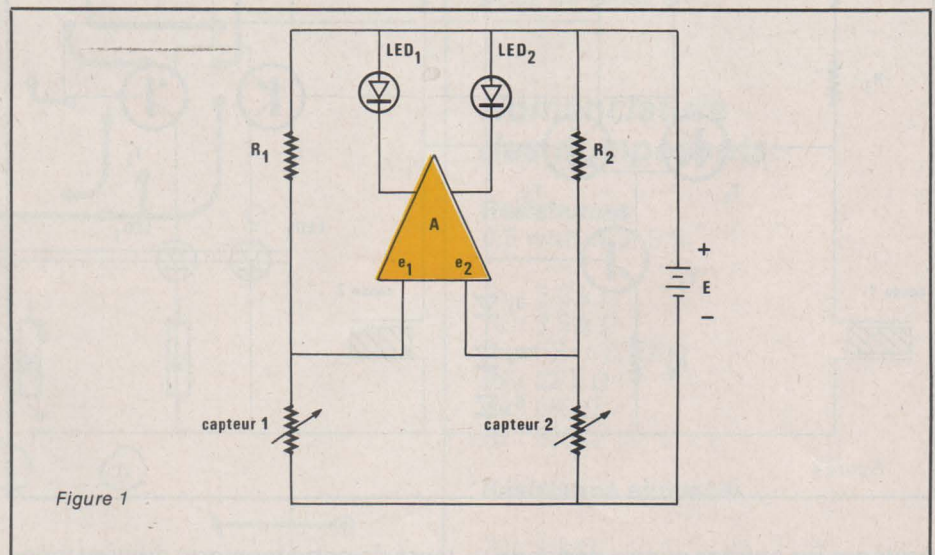 LED₁
LED₂
R₁
R₂
A
e₁
e₂
+
E
−
capteur 1
capteur 2
Figure 1